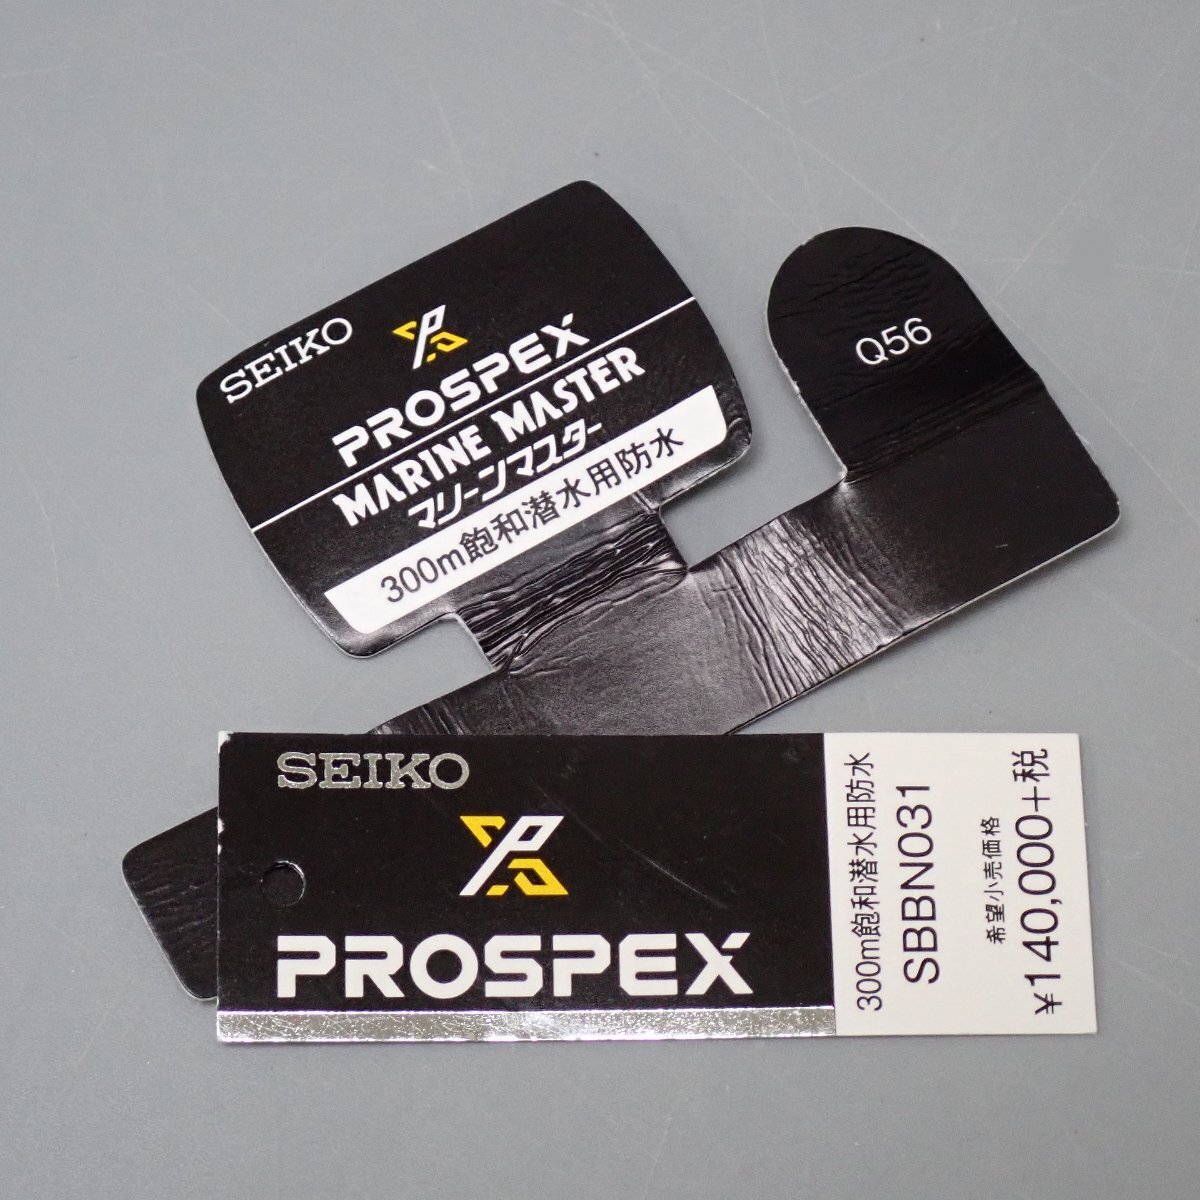 SEIKO
PROSPEX
MARINE MASTER
マリーンマスター
300m飽和潜水用防水
Q56
SEIKO
PROSPEX
300m飽和潜水用防水
SBBN031
希望小売価格
¥140,000+税